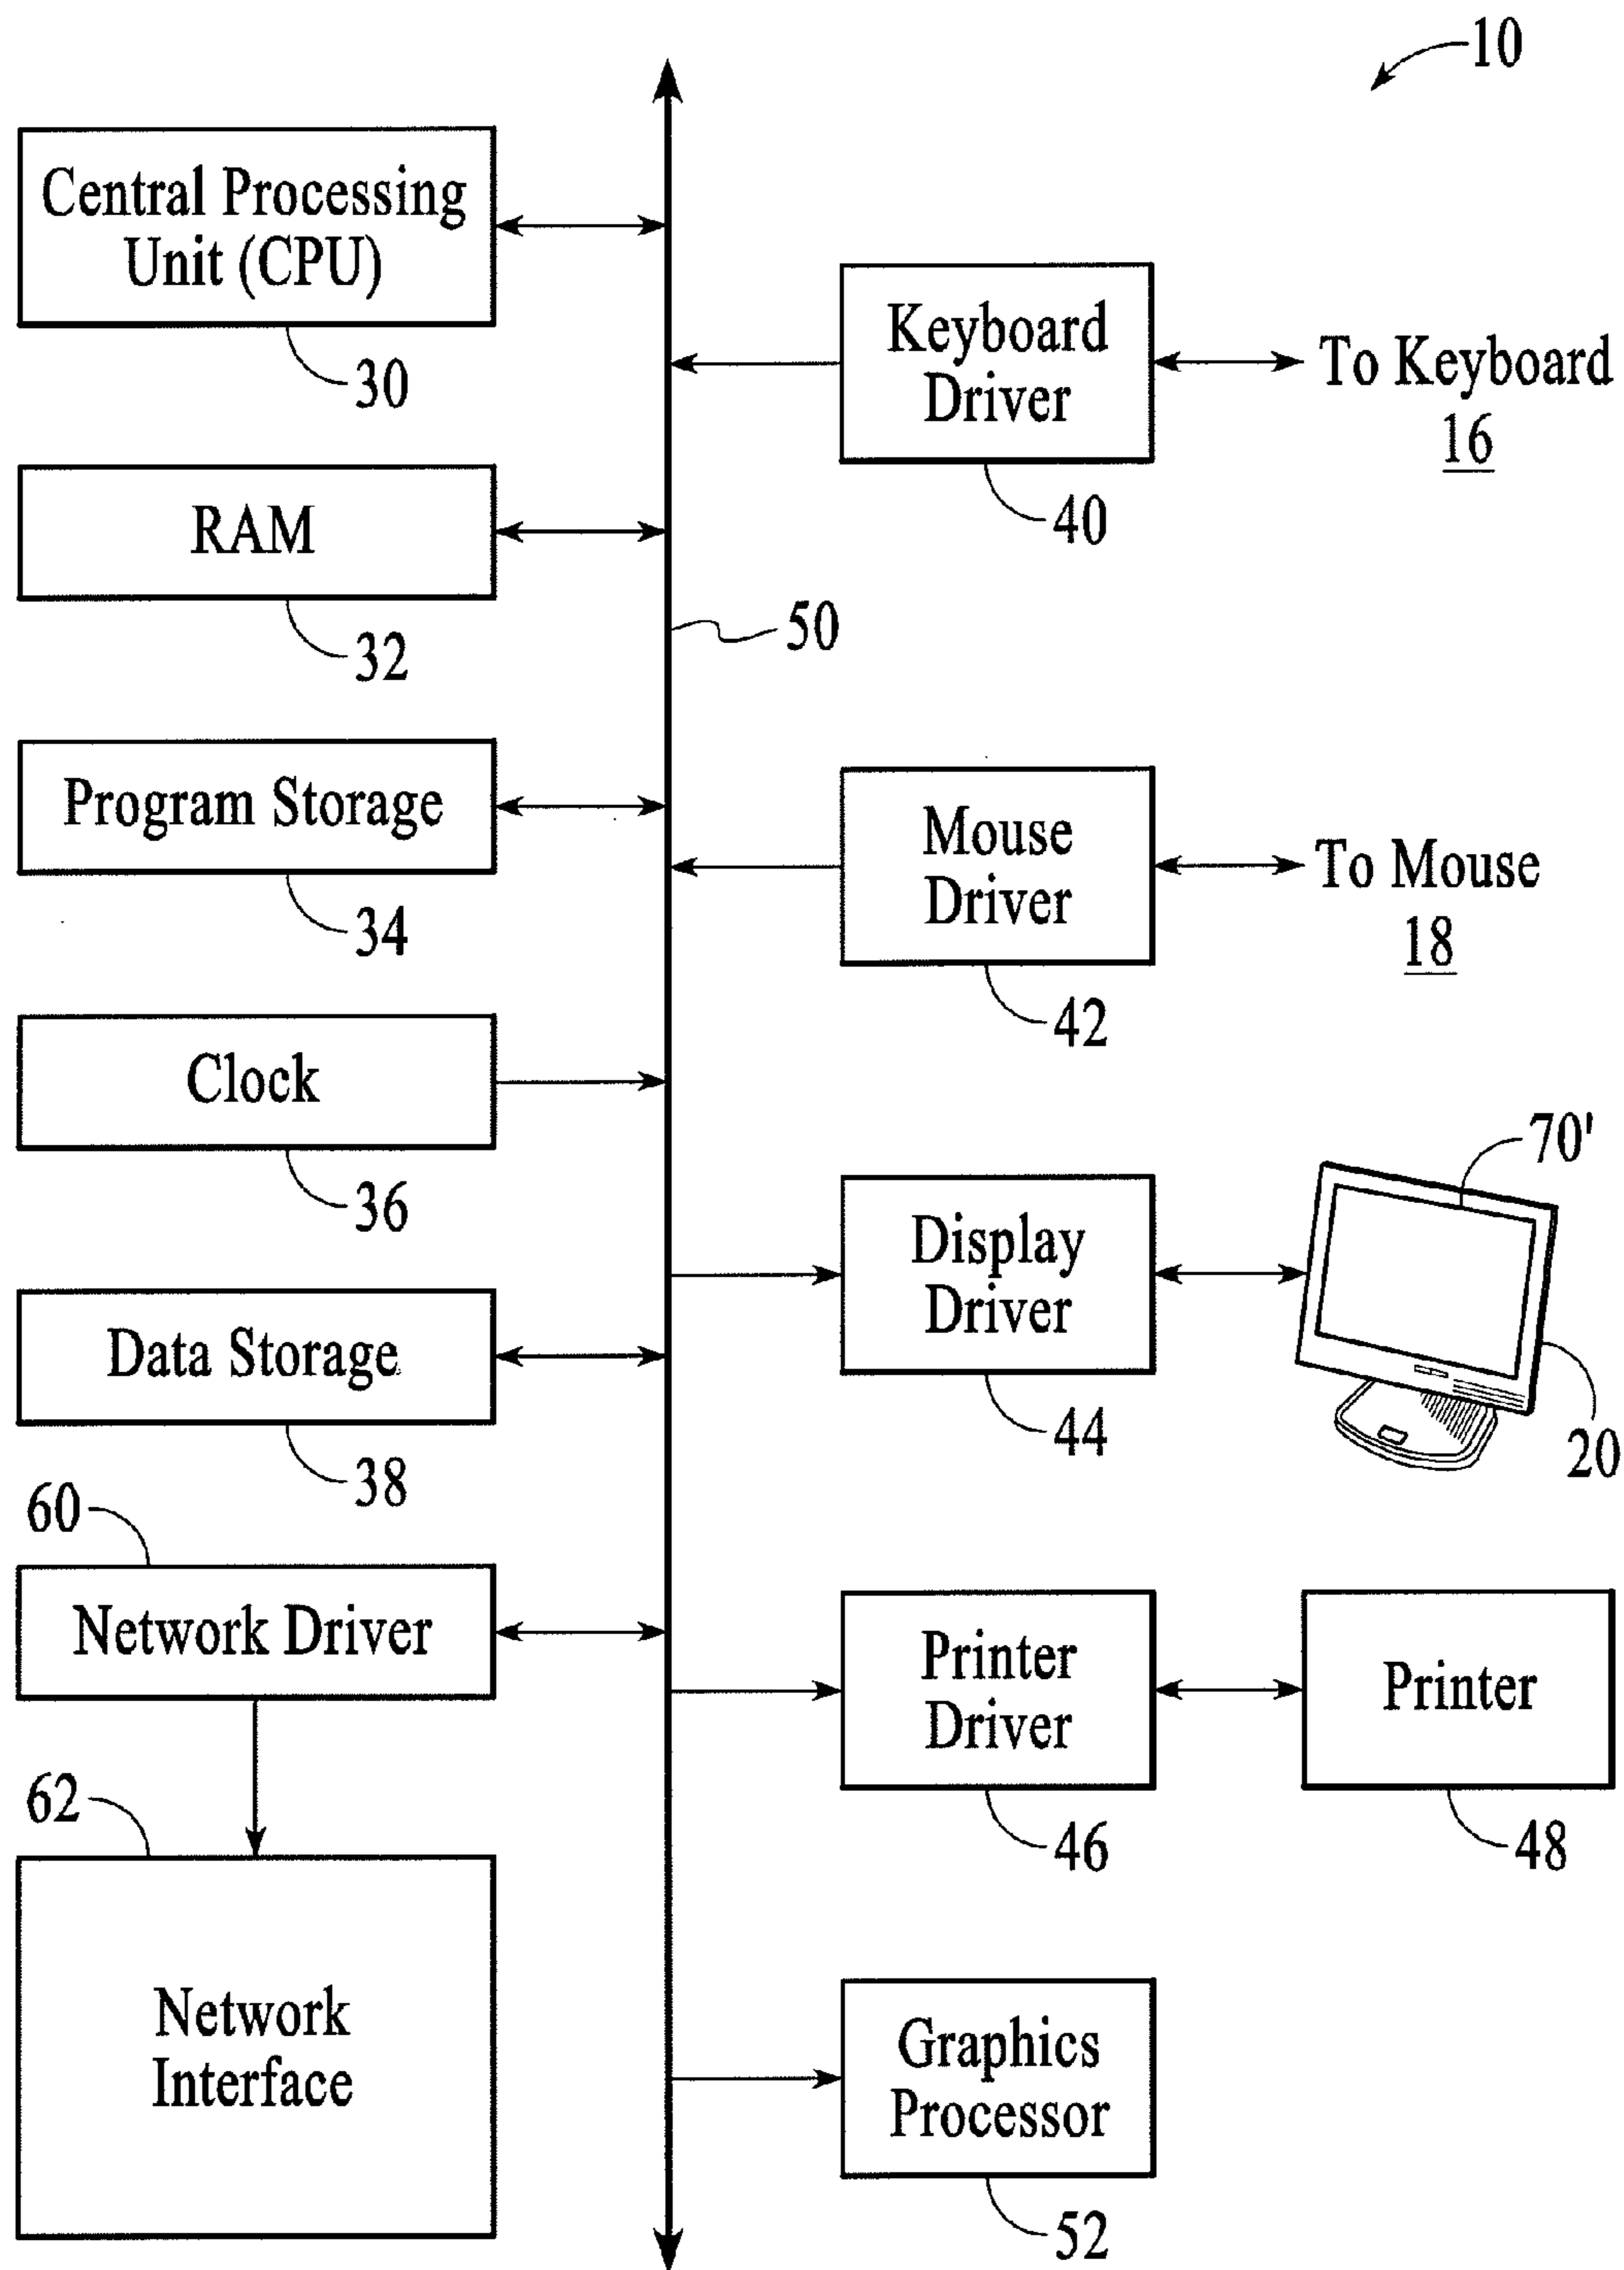 10
Central Processing
Unit (CPU)
30
Keyboard
Driver
40
To Keyboard
16
RAM
32
50
Program Storage
34
Mouse
Driver
42
To Mouse
18
Clock
36
Display
Driver
44
70'
20
Data Storage
38
60
Network Driver
Printer
Driver
46
Printer
48
62
Network
Interface
Graphics
Processor
52